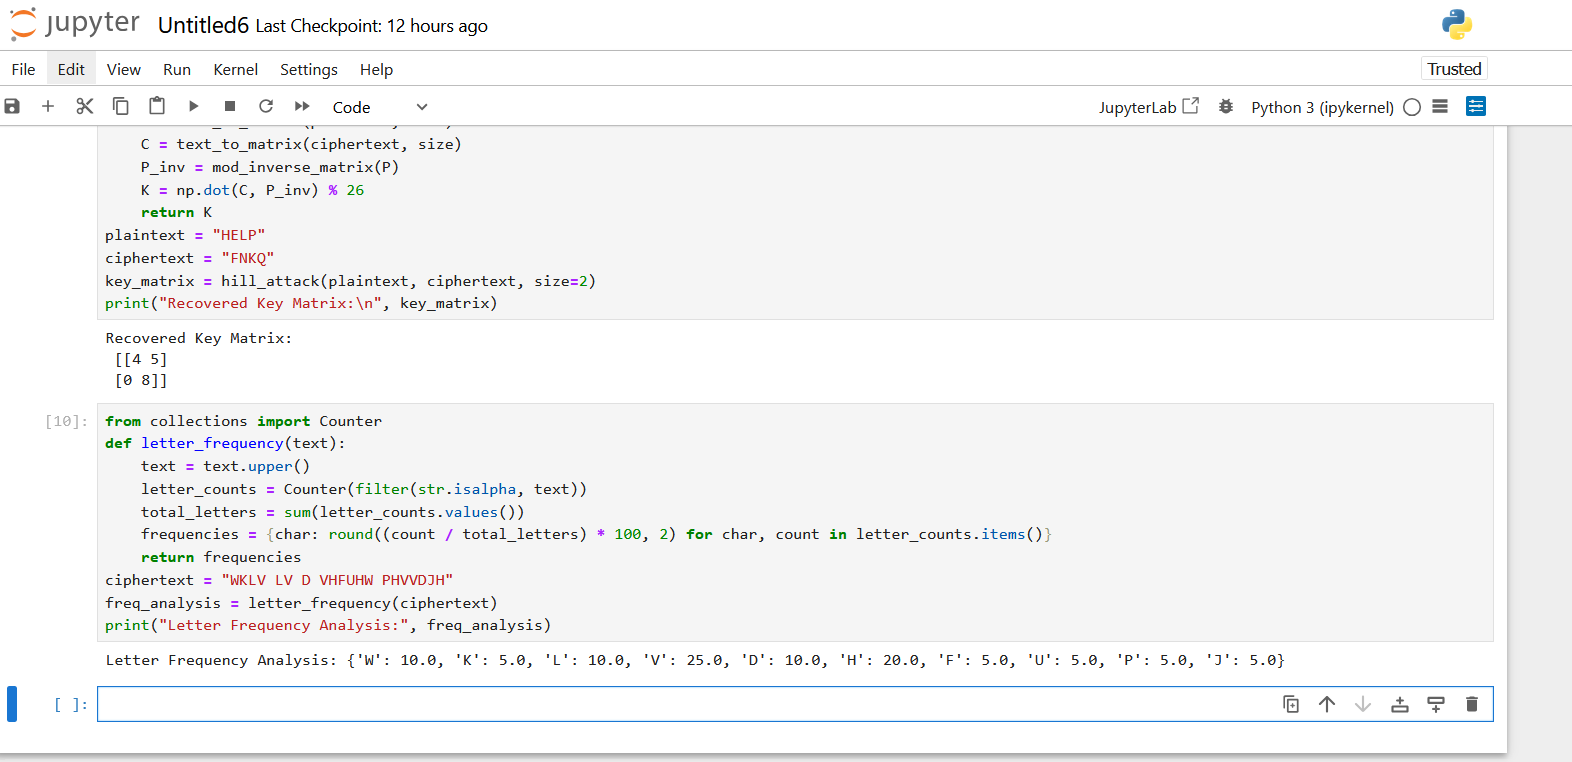 jupyter Untitled6 Last Checkpoint: 12 hours ago
File Edit View Run Kernel Settings Help Trusted
Code JupyterLab Python 3 (ipykernel)
C = text_to_matrix(ciphertext, size)
P_inv = mod_inverse_matrix(P)
K = np.dot(C, P_inv) % 26
return K
plaintext = "HELP"
ciphertext = "FNKQ"
key_matrix = hill_attack(plaintext, ciphertext, size=2)
print("Recovered Key Matrix:\n", key_matrix)
Recovered Key Matrix:
[[4 5]
[0 8]]
[10]: from collections import Counter
def letter_frequency(text):
text = text.upper()
letter_counts = Counter(filter(str.isalpha, text))
total_letters = sum(letter_counts.values())
frequencies = {char: round((count / total_letters) * 100, 2) for char, count in letter_counts.items()}
return frequencies
ciphertext = "WKLV LV D VHFUHW PHVVDJH"
freq_analysis = letter_frequency(ciphertext)
print("Letter Frequency Analysis:", freq_analysis)
Letter Frequency Analysis: {'W': 10.0, 'K': 5.0, 'L': 10.0, 'V': 25.0, 'D': 10.0, 'H': 20.0, 'F': 5.0, 'U': 5.0, 'P': 5.0, 'J': 5.0}
[ ]: